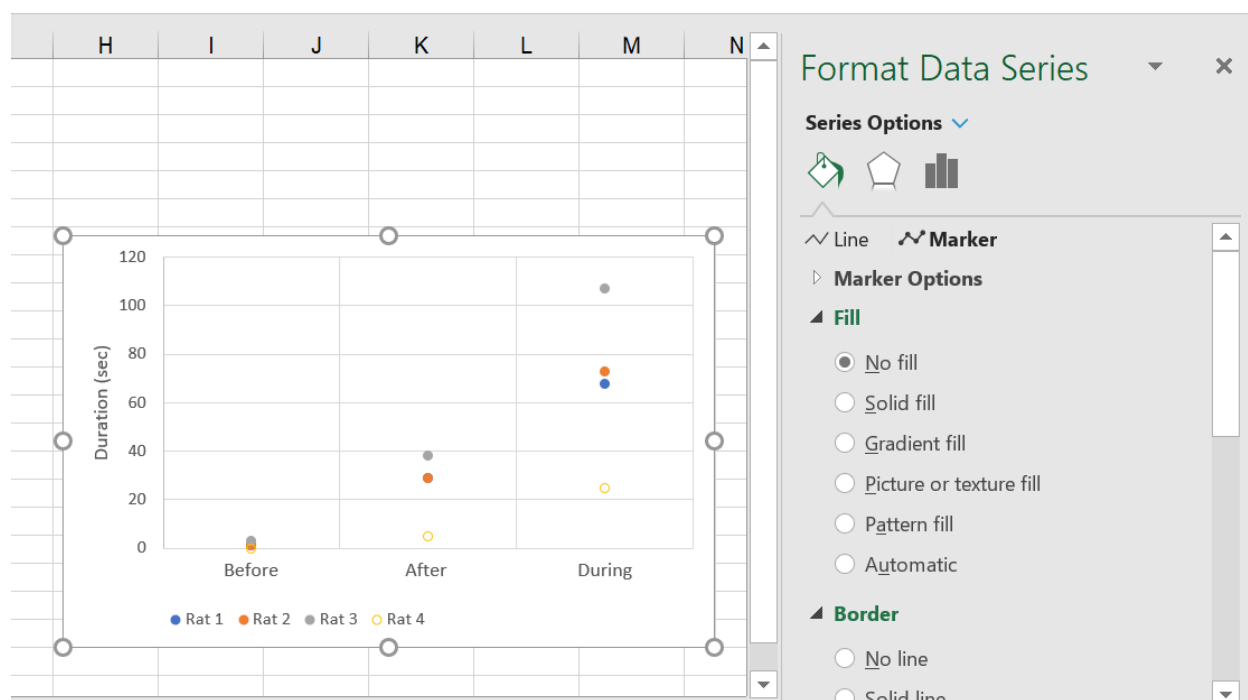 H I J K L M N
Format Data Series
Series Options
Line Marker
Marker Options
Fill
No fill
Solid fill
Gradient fill
Picture or texture fill
Pattern fill
Automatic
Border
No line
Solid line
120
100
80
60
40
20
0
Duration (sec)
Before After During
Rat 1 Rat 2 Rat 3 Rat 4